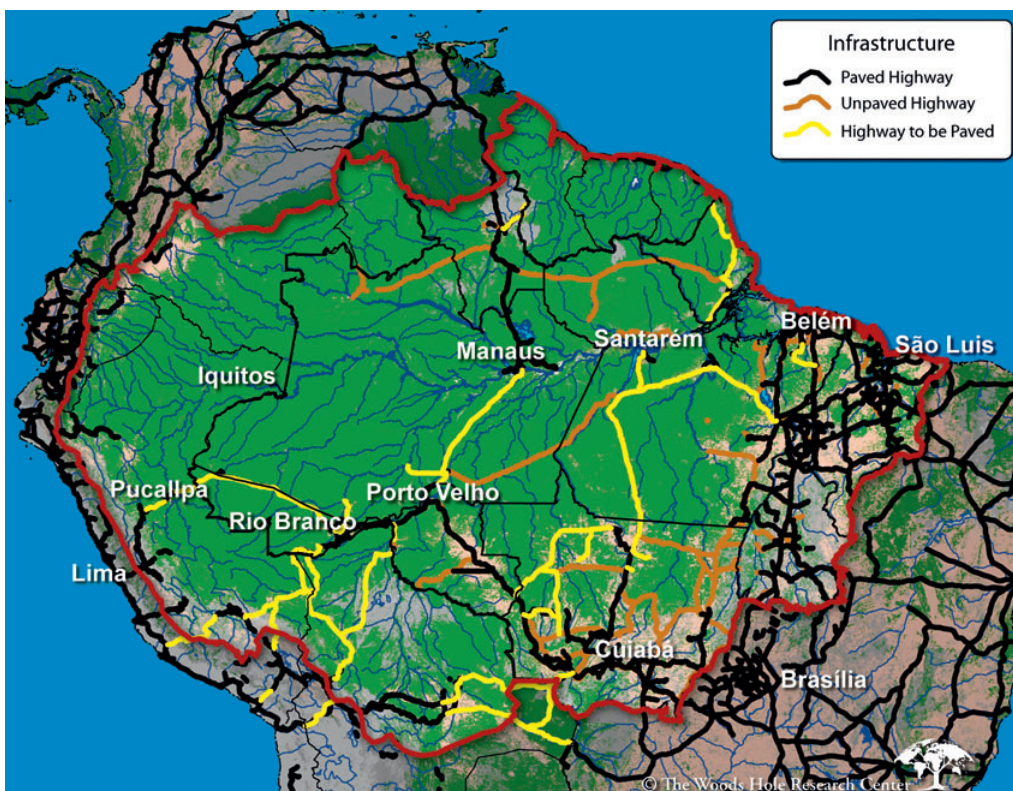 Infrastructure
Paved Highway
Unpaved Highway
Highway to be Paved
Belém
Santarém
São Luis
Manaus
Iquitos
Pucallpa
Porto Velho
Rio Branço
Lima
Cuiabá
Brasília
© The Woods Hole Research Center